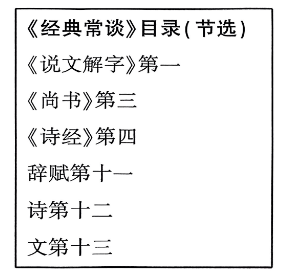 《经典常谈》目录(节选)
《说文解字》第一
《尚书》第三
《诗经》第四
辞赋第十一
诗第十二
文第十三